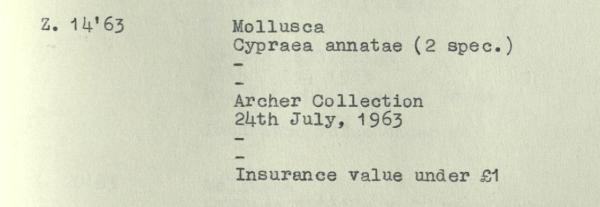 Z. 14'63
Mollusca
Cypraea annatae (2 spec.)
-
-
Archer Collection
24th July, 1963
-
-
Insurance value under £1